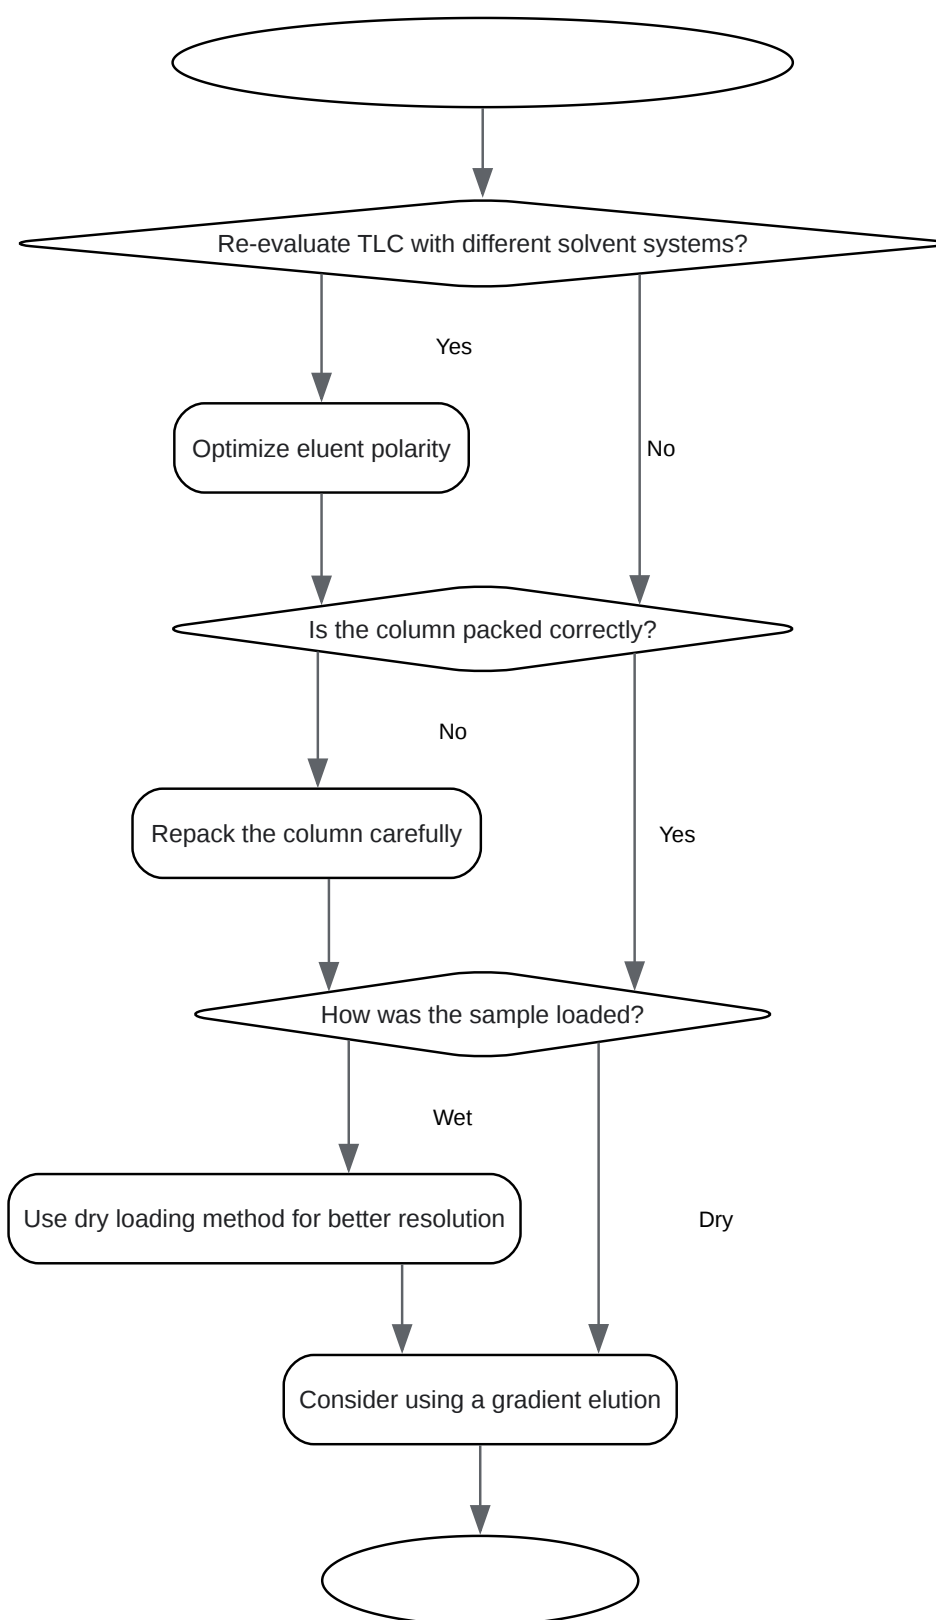 Re-evaluate TLC with different solvent systems?
Yes
Optimize eluent polarity
No
Is the column packed correctly?
No
Repack the column carefully
Yes
How was the sample loaded?
Wet
Use dry loading method for better resolution
Dry
Consider using a gradient elution